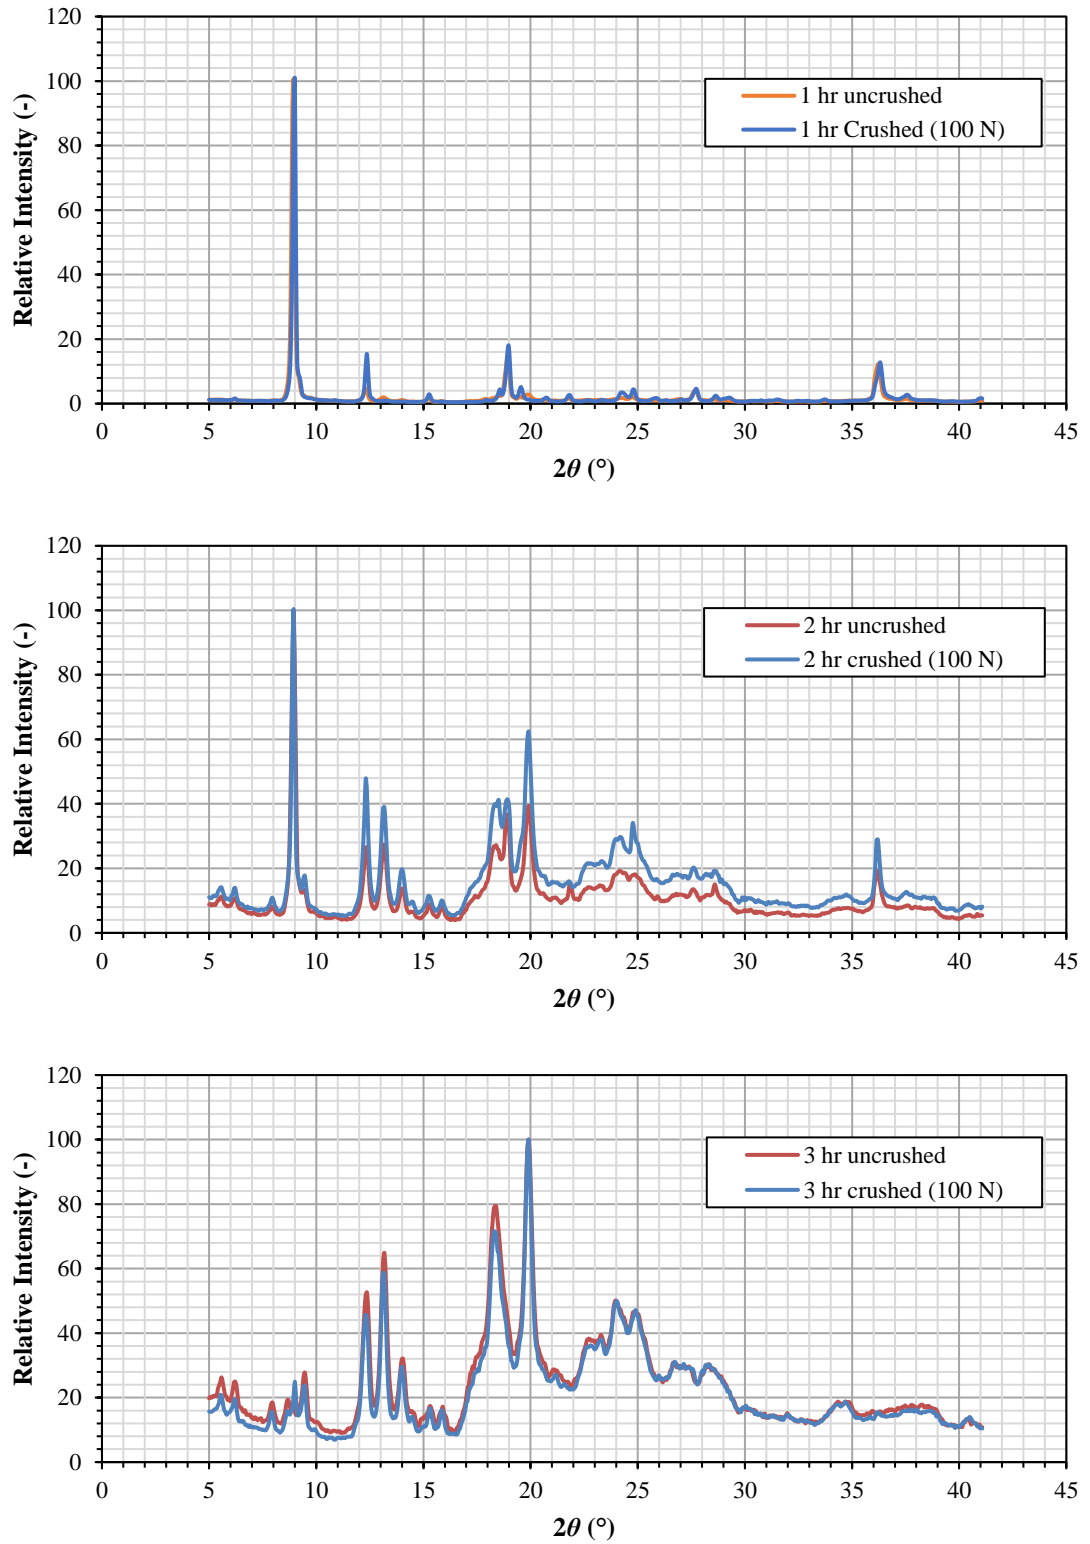 120
100
80
60
40
20
0
Relative Intensity (-)
1 hr uncrushed
1 hr Crushed (100 N)
0 5 10 15 20 25 30 35 40 45
2θ (°)
120
100
80
60
40
20
0
Relative Intensity (-)
2 hr uncrushed
2 hr crushed (100 N)
0 5 10 15 20 25 30 35 40 45
2θ (°)
120
100
80
60
40
20
0
Relative Intensity (-)
3 hr uncrushed
3 hr crushed (100 N)
0 5 10 15 20 25 30 35 40 45
2θ (°)